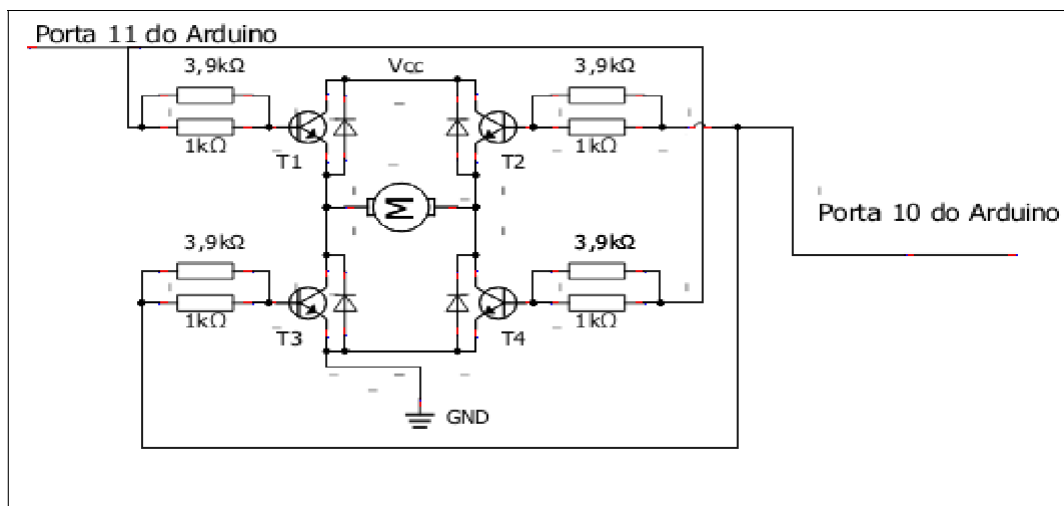 Porta 11 do Arduino
3,9kΩ
Vcc
3,9kΩ
1kΩ
T1
T2
1kΩ
M
Porta 10 do Arduino
3,9kΩ
3,9kΩ
1kΩ
T3
T4
1kΩ
GND